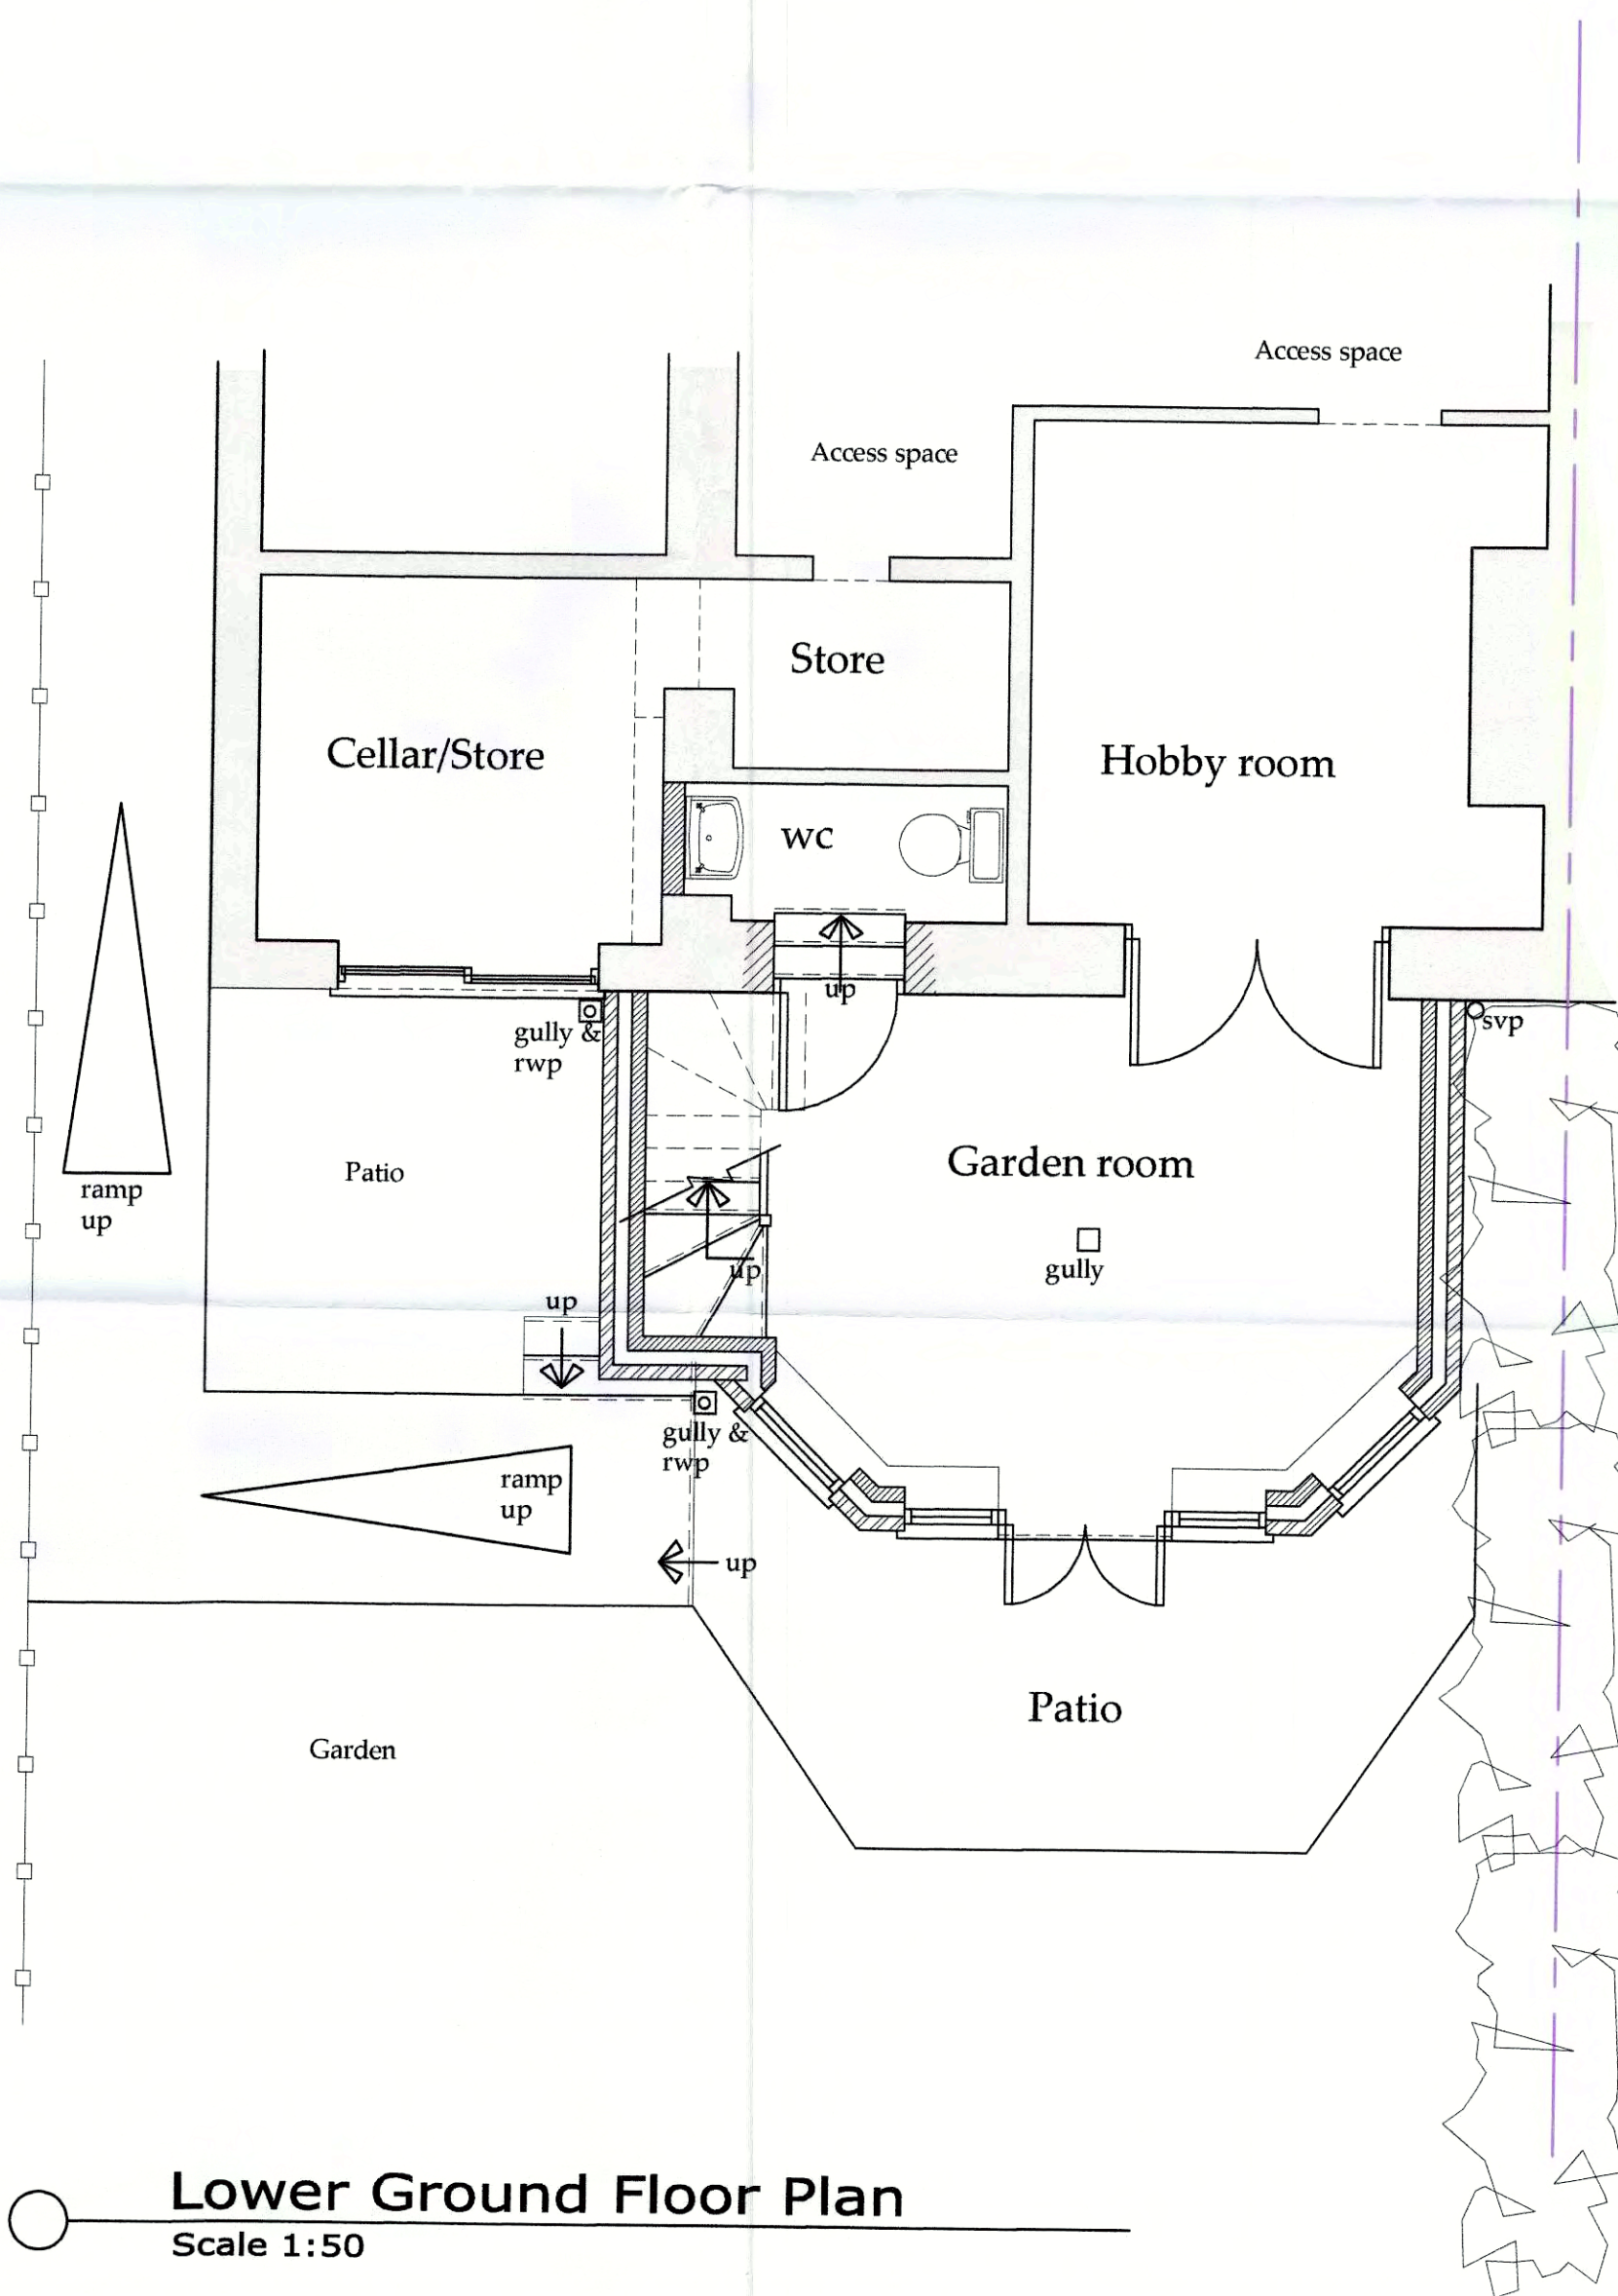 Access space
Access space
Store
Cellar/Store
Hobby room
wc
up
gully &
rwp
svp
Garden room
Patio
ramp
up
gully
up
up
gully &
rwp
ramp
up
up
Patio
Garden
Lower Ground Floor Plan
Scale 1:50